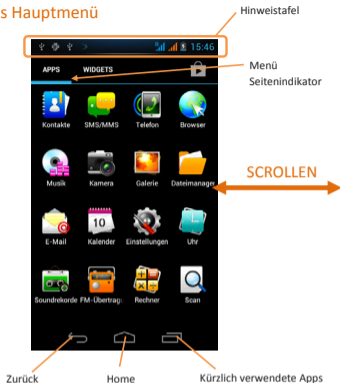 s Hauptmenü
Hinweistafel
15:46
APPS WIDGETS
Menü
Seitenindikator
Kontakte SMS/MMS Telefon Browser
SCROLLEN
Musik Kamera Galerie Dateimanager
10
E-Mail Kalender Einstellungen Uhr
Soundrekorde FM-Übertrag Rechner Scan
Zurück Home Kürzlich verwendete Apps